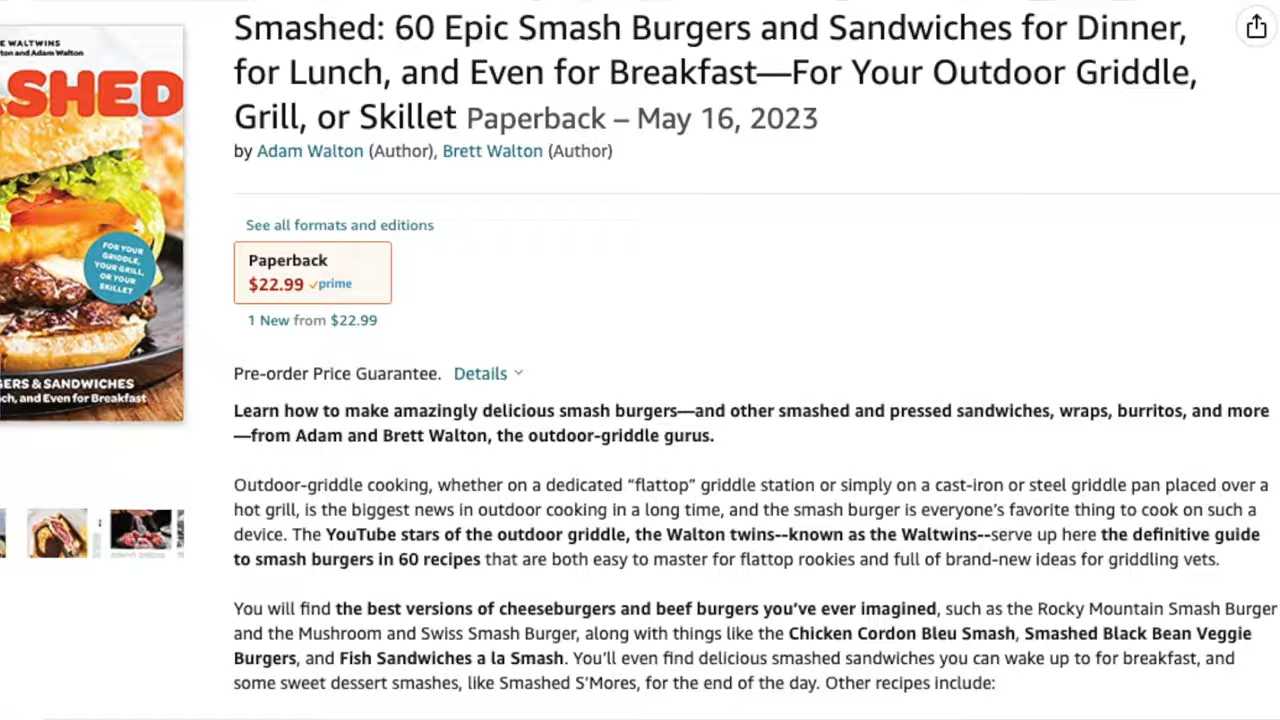 E WALTWINS
ton and Adam Walton
SHED
FOR YOUR
GRIDDLE,
YOUR GRILL,
OR YOUR
SKILLET
GERS & SANDWICHES
ch, and Even for Breakfast
Smashed: 60 Epic Smash Burgers and Sandwiches for Dinner,
for Lunch, and Even for Breakfast—For Your Outdoor Griddle,
Grill, or Skillet Paperback – May 16, 2023
by Adam Walton (Author), Brett Walton (Author)
See all formats and editions
Paperback
$22.99 prime
1 New from $22.99
Pre-order Price Guarantee. Details
Learn how to make amazingly delicious smash burgers—and other smashed and pressed sandwiches, wraps, burritos, and more
—from Adam and Brett Walton, the outdoor-griddle gurus.
Outdoor-griddle cooking, whether on a dedicated “flattop” griddle station or simply on a cast-iron or steel griddle pan placed over a
hot grill, is the biggest news in outdoor cooking in a long time, and the smash burger is everyone’s favorite thing to cook on such a
device. The YouTube stars of the outdoor griddle, the Walton twins--known as the Waltwins--serve up here the definitive guide
to smash burgers in 60 recipes that are both easy to master for flattop rookies and full of brand-new ideas for griddling vets.
You will find the best versions of cheeseburgers and beef burgers you’ve ever imagined, such as the Rocky Mountain Smash Burger
and the Mushroom and Swiss Smash Burger, along with things like the Chicken Cordon Bleu Smash, Smashed Black Bean Veggie
Burgers, and Fish Sandwiches a la Smash. You’ll even find delicious smashed sandwiches you can wake up to for breakfast, and
some sweet dessert smashes, like Smashed S’Mores, for the end of the day. Other recipes include: